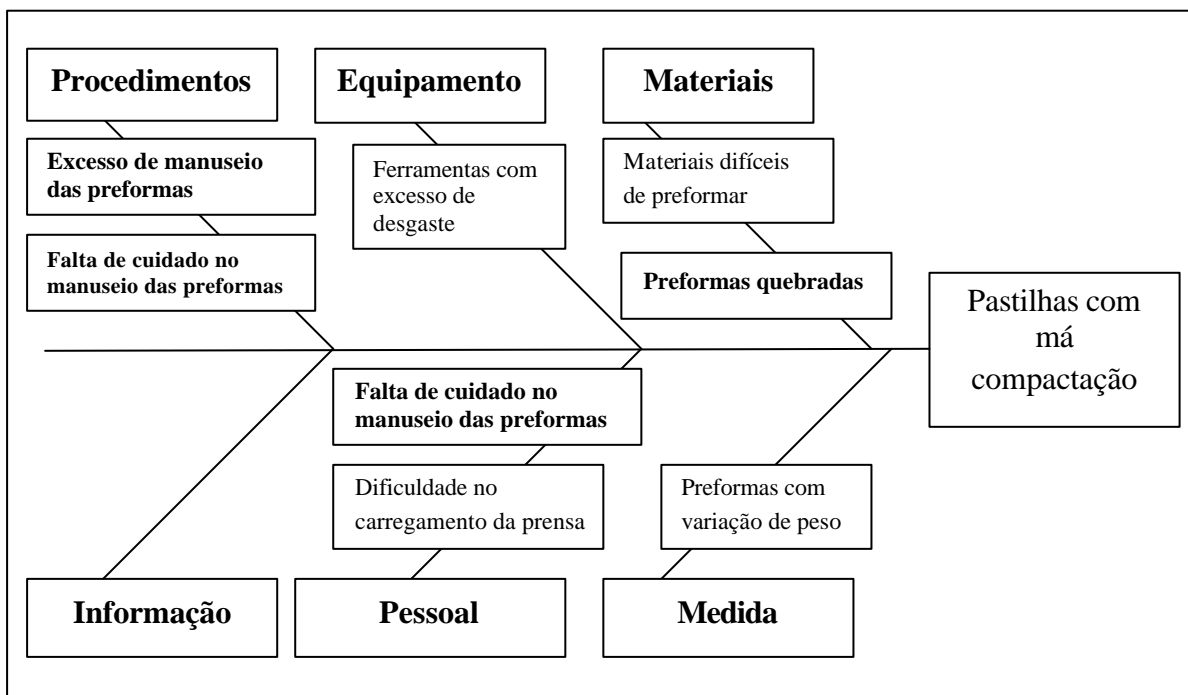 Procedimentos
Equipamento
Materiais
Excesso de manuseio
das preformas
Ferramentas com
excesso de
desgaste
Materiais difíceis
de preformar
Falta de cuidado no
manuseio das preformas
Preformas quebradas
Pastilhas com
má
compactação
Falta de cuidado no
manuseio das preformas
Dificuldade no
carregamento da prensa
Preformas com
variação de peso
Informação
Pessoal
Medida